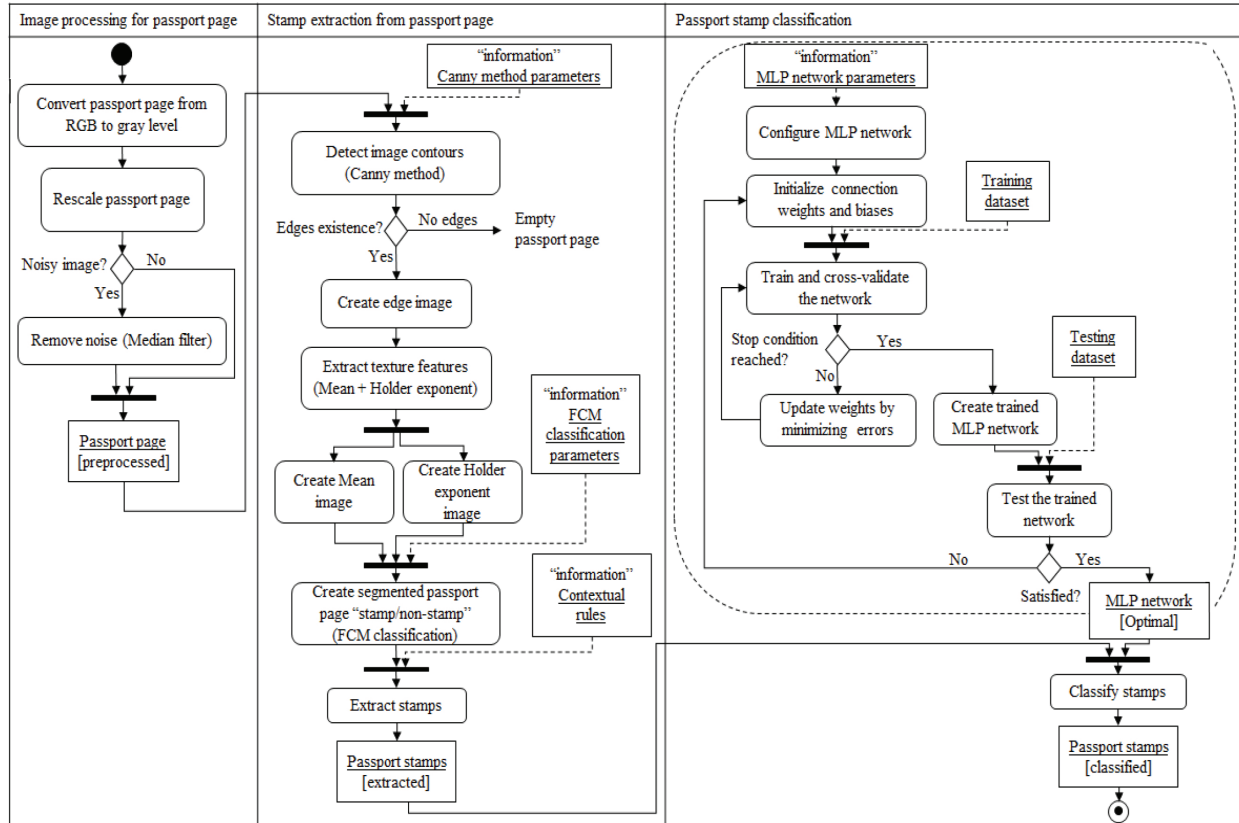 Image processing for passport page
Convert passport page from
RGB to gray level
Rescale passport page
Noisy image?
No
Yes
Remove noise (Median filter)
Passport page
[preprocessed]
Stamp extraction from passport page
“information”
Canny method parameters
Detect image contours
(Canny method)
Edges existence?
No edges
Empty
passport page
Yes
Create edge image
Extract texture features
(Mean + Holder exponent)
“information”
FCM
classification
parameters
Create Mean
image
Create Holder
exponent
image
Create segmented passport
page “stamp/non-stamp”
(FCM classification)
“information”
Contextual
rules
Extract stamps
Passport stamps
[extracted]
Passport stamp classification
“information”
MLP network parameters
Configure MLP network
Initialize connection
weights and biases
Training
dataset
Train and cross-validate
the network
Stop condition
reached?
Yes
No
Testing
dataset
Update weights by
minimizing errors
Create trained
MLP network
Test the trained
network
No
Yes
Satisfied?
MLP network
[Optimal]
Classify stamps
Passport stamps
[classified]